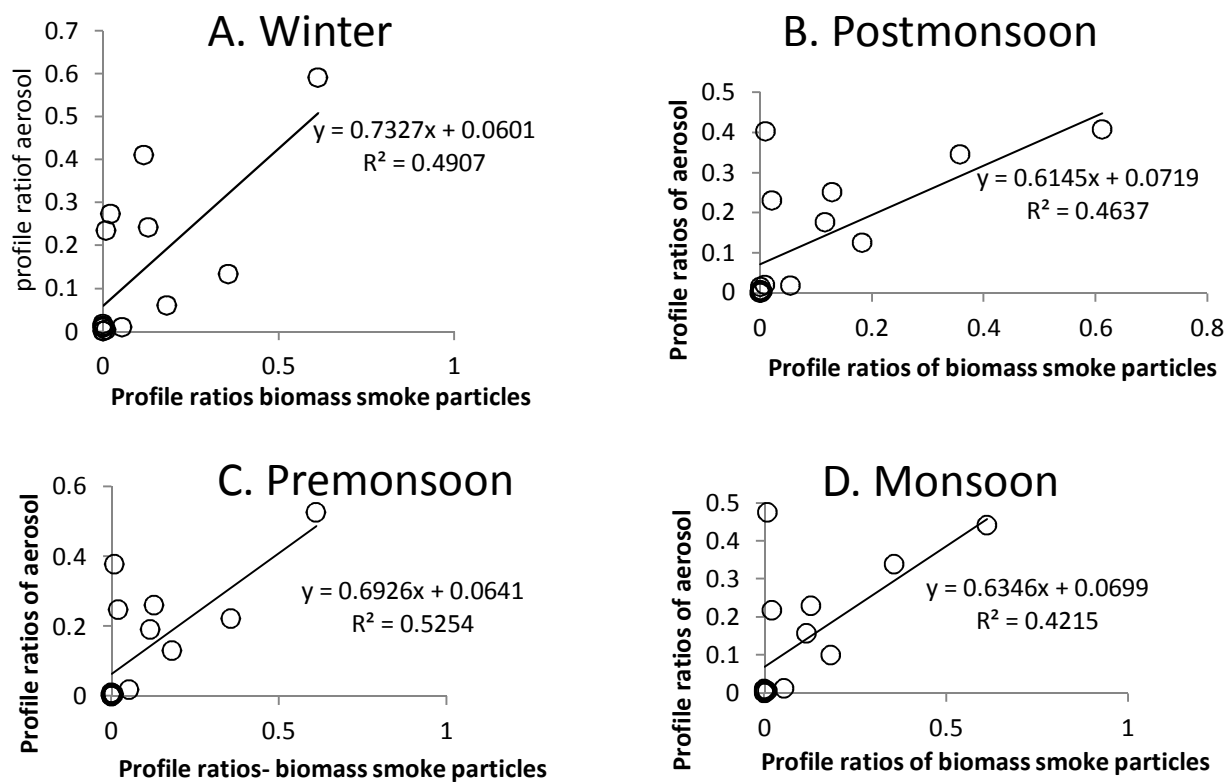 A. Winter
0.7
0.6
0.5
0.4
0.3
0.2
0.1
0
profile ratiof aerosol
y = 0.7327x + 0.0601
R² = 0.4907
0 0.5 1
Profile ratios biomass smoke particles
B. Postmonsoon
0.5
0.4
0.3
0.2
0.1
0
Profile ratios of aerosol
y = 0.6145x + 0.0719
R² = 0.4637
0 0.2 0.4 0.6 0.8
Profile ratios of biomass smoke particles
C. Premonsoon
0.6
0.4
0.2
0
Profile ratios of aerosol
y = 0.6926x + 0.0641
R² = 0.5254
0 0.5 1
Profile ratios- biomass smoke particles
D. Monsoon
0.5
0.4
0.3
0.2
0.1
0
Profile ratios of aerosol
y = 0.6346x + 0.0699
R² = 0.4215
0 0.5 1
Profile ratios of biomass smoke particles